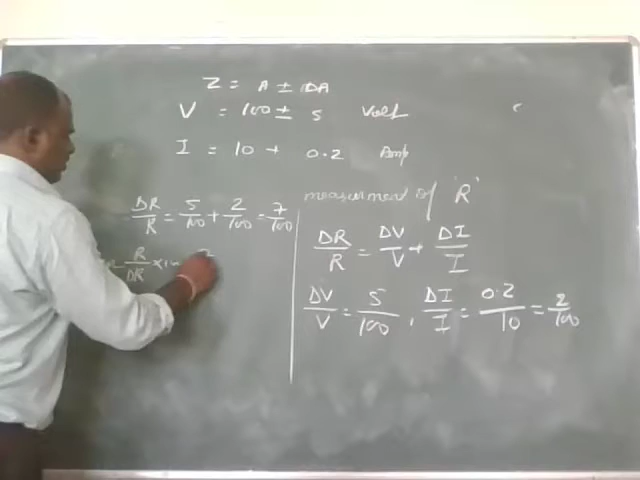 Z = A ± ΔA
V = 100 ± 5 Volt
I = 10 + 0.2 Amp
ΔR/R = 5/100 + 2/100 = 7/100
R/ΔR ×
measurement of 'R'
ΔR/R = ΔV/V + ΔI/I
ΔV/V = 5/100 , ΔI/I = 0.2/10 = 2/100